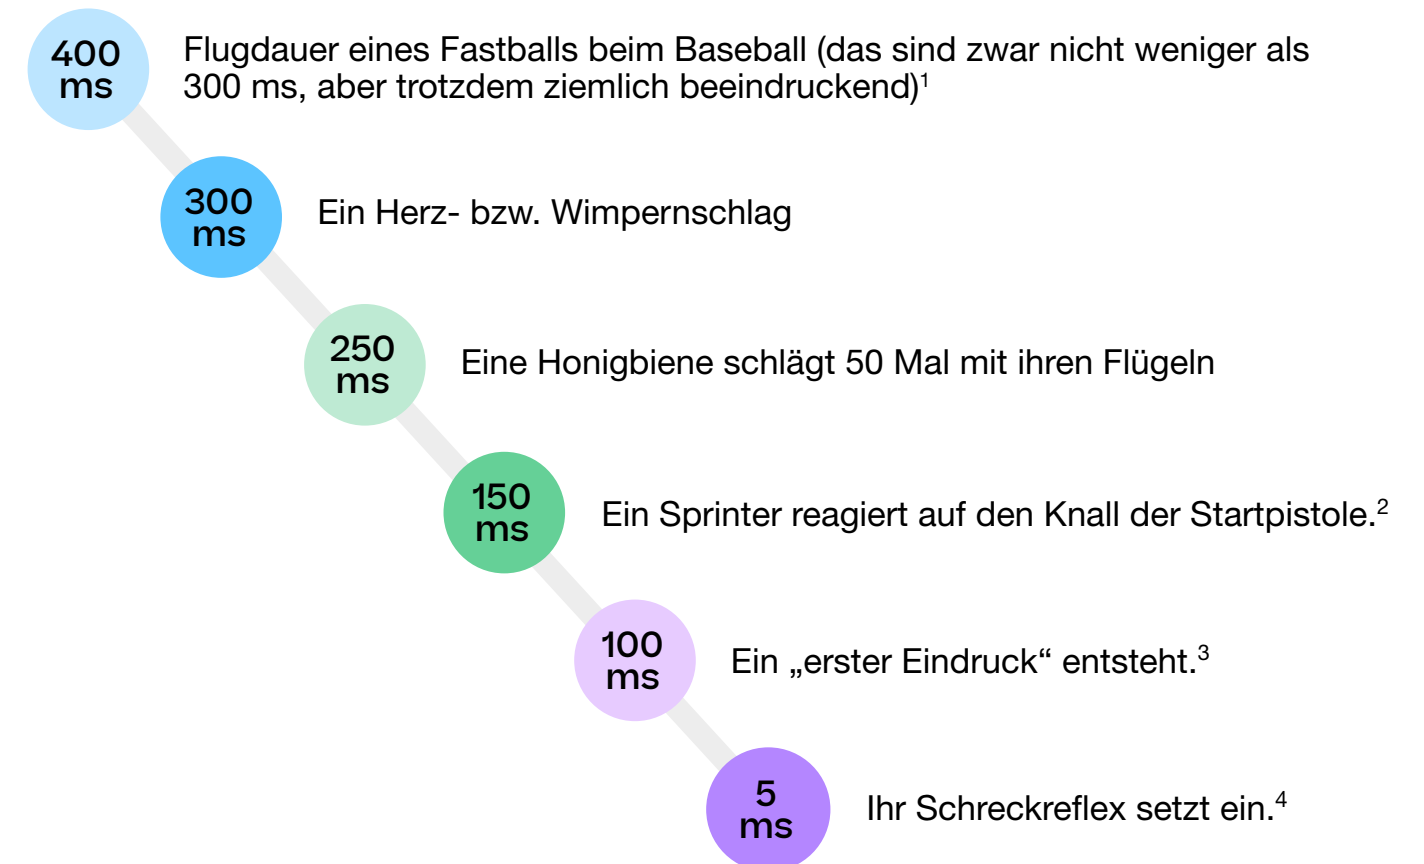 400
ms
Flugdauer eines Fastballs beim Baseball (das sind zwar nicht weniger als
300 ms, aber trotzdem ziemlich beeindruckend)¹
300
ms
Ein Herz- bzw. Wimpernschlag
250
ms
Eine Honigbiene schlägt 50 Mal mit ihren Flügeln
150
ms
Ein Sprinter reagiert auf den Knall der Startpistole.²
100
ms
Ein „erster Eindruck“ entsteht.³
5
ms
Ihr Schreckreflex setzt ein.⁴